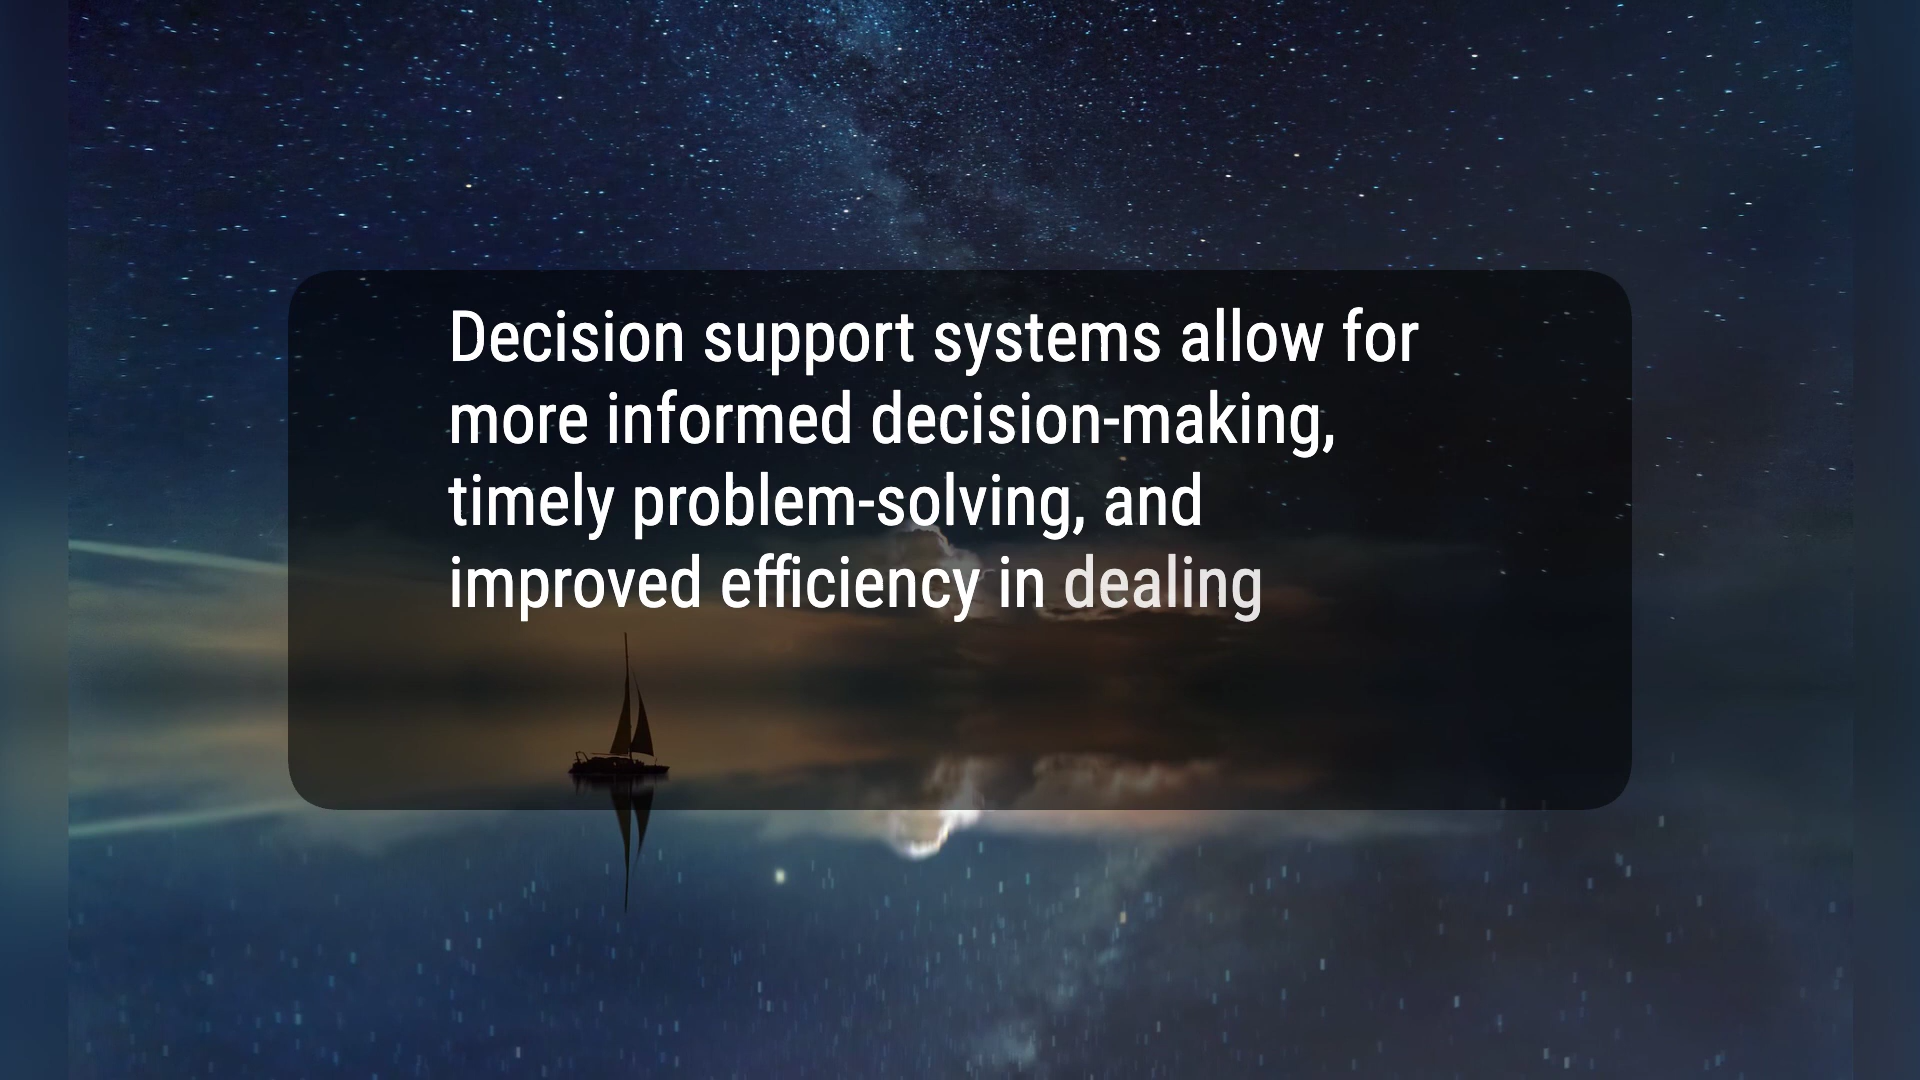 Decision support systems allow for
more informed decision-making,
timely problem-solving, and
improved efficiency in dealing